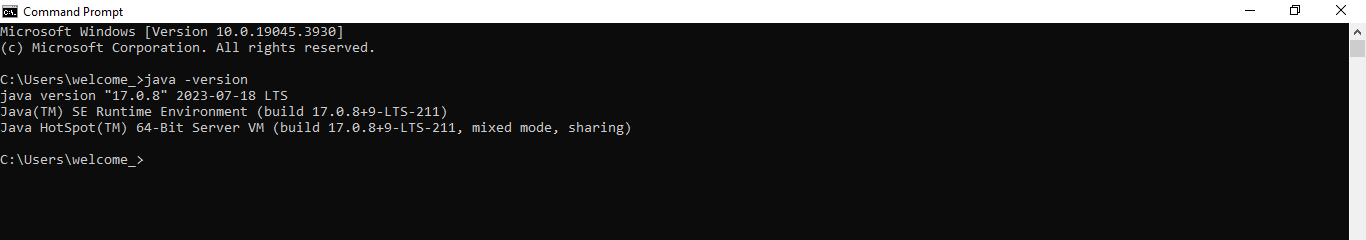 Command Prompt
Microsoft Windows [Version 10.0.19045.3930]
(c) Microsoft Corporation. All rights reserved.
C:\Users\welcome_>java -version
java version "17.0.8" 2023-07-18 LTS
Java(TM) SE Runtime Environment (build 17.0.8+9-LTS-211)
Java HotSpot(TM) 64-Bit Server VM (build 17.0.8+9-LTS-211, mixed mode, sharing)
C:\Users\welcome_>